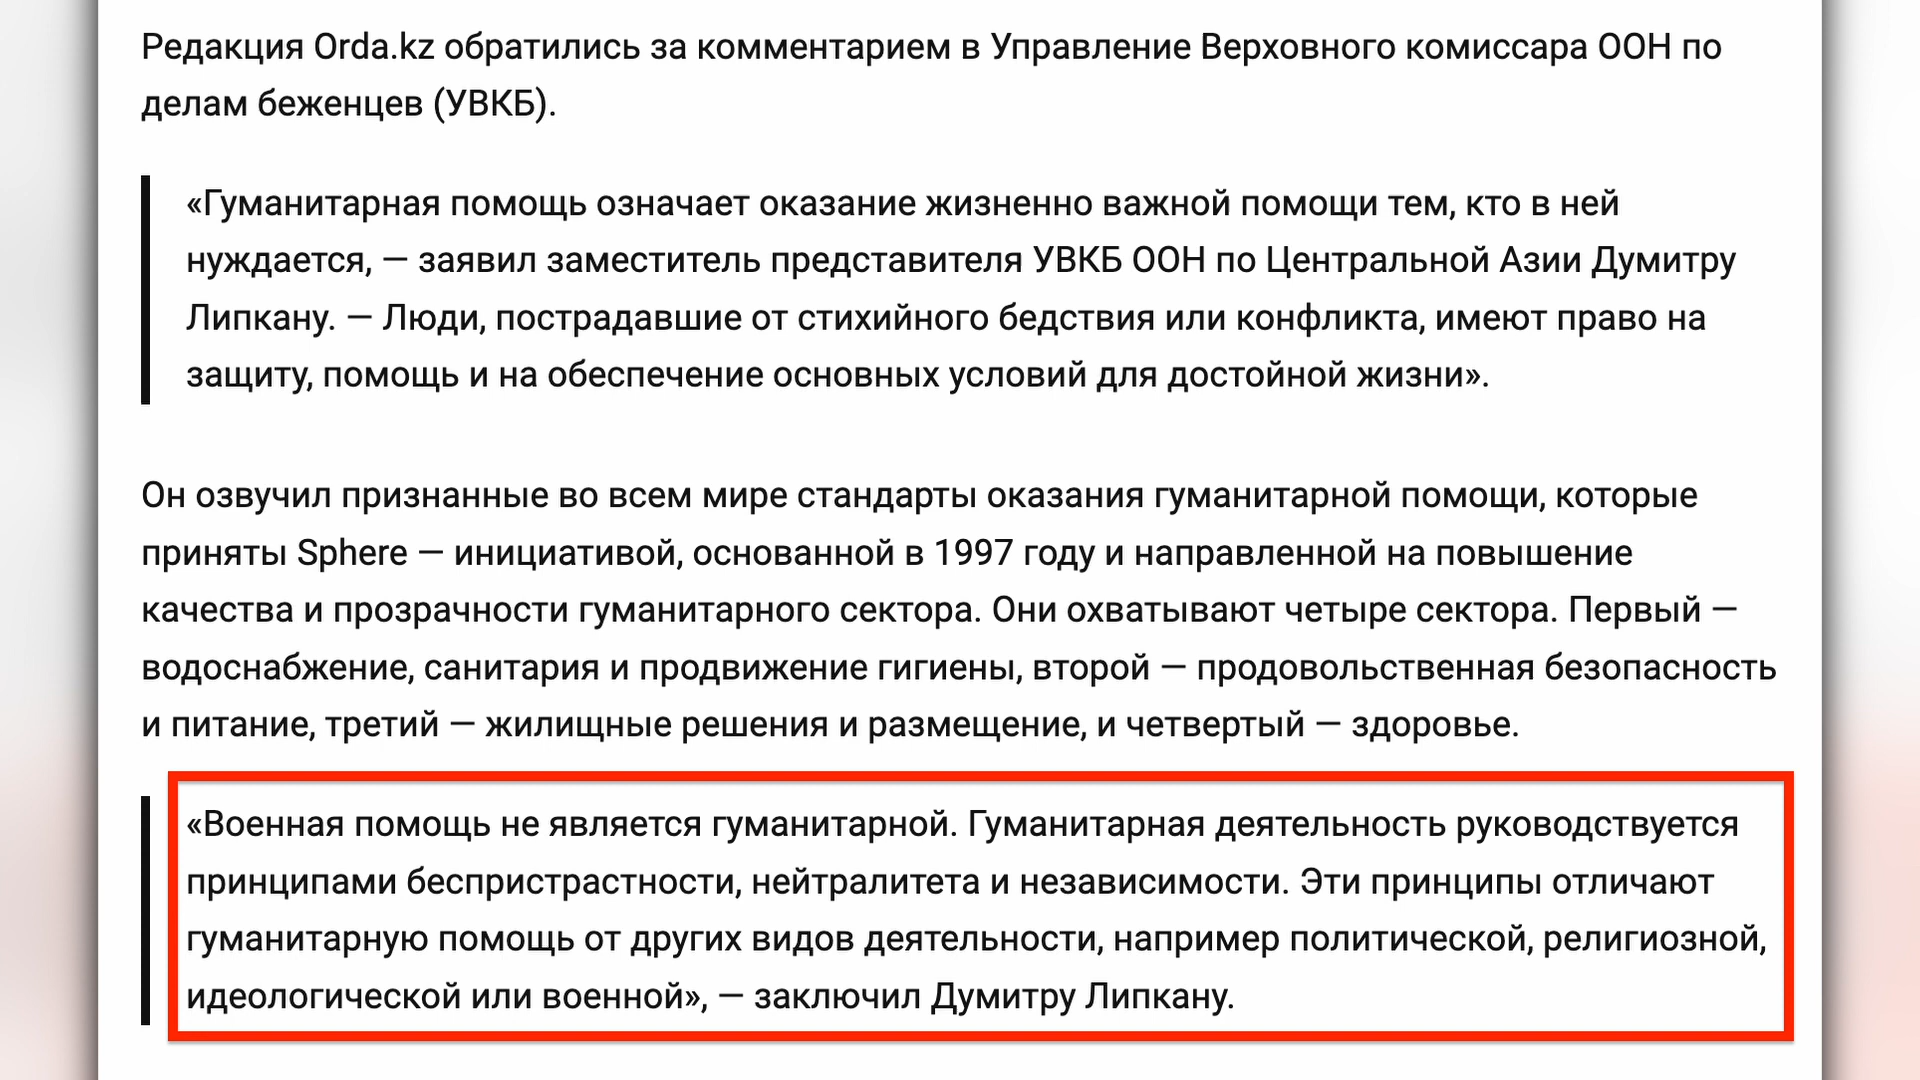 Редакция Orda.kz обратились за комментарием в Управление Верховного комиссара ООН по
делам беженцев (УВКБ).
«Гуманитарная помощь означает оказание жизненно важной помощи тем, кто в ней
нуждается, — заявил заместитель представителя УВКБ ООН по Центральной Азии Думитру
Липкану. — Люди, пострадавшие от стихийного бедствия или конфликта, имеют право на
защиту, помощь и на обеспечение основных условий для достойной жизни».
Он озвучил признанные во всем мире стандарты оказания гуманитарной помощи, которые
приняты Sphere — инициативой, основанной в 1997 году и направленной на повышение
качества и прозрачности гуманитарного сектора. Они охватывают четыре сектора. Первый —
водоснабжение, санитария и продвижение гигиены, второй — продовольственная безопасность
и питание, третий — жилищные решения и размещение, и четвертый — здоровье.
«Военная помощь не является гуманитарной. Гуманитарная деятельность руководствуется
принципами беспристрастности, нейтралитета и независимости. Эти принципы отличают
гуманитарную помощь от других видов деятельности, например политической, религиозной,
идеологической или военной», — заключил Думитру Липкану.